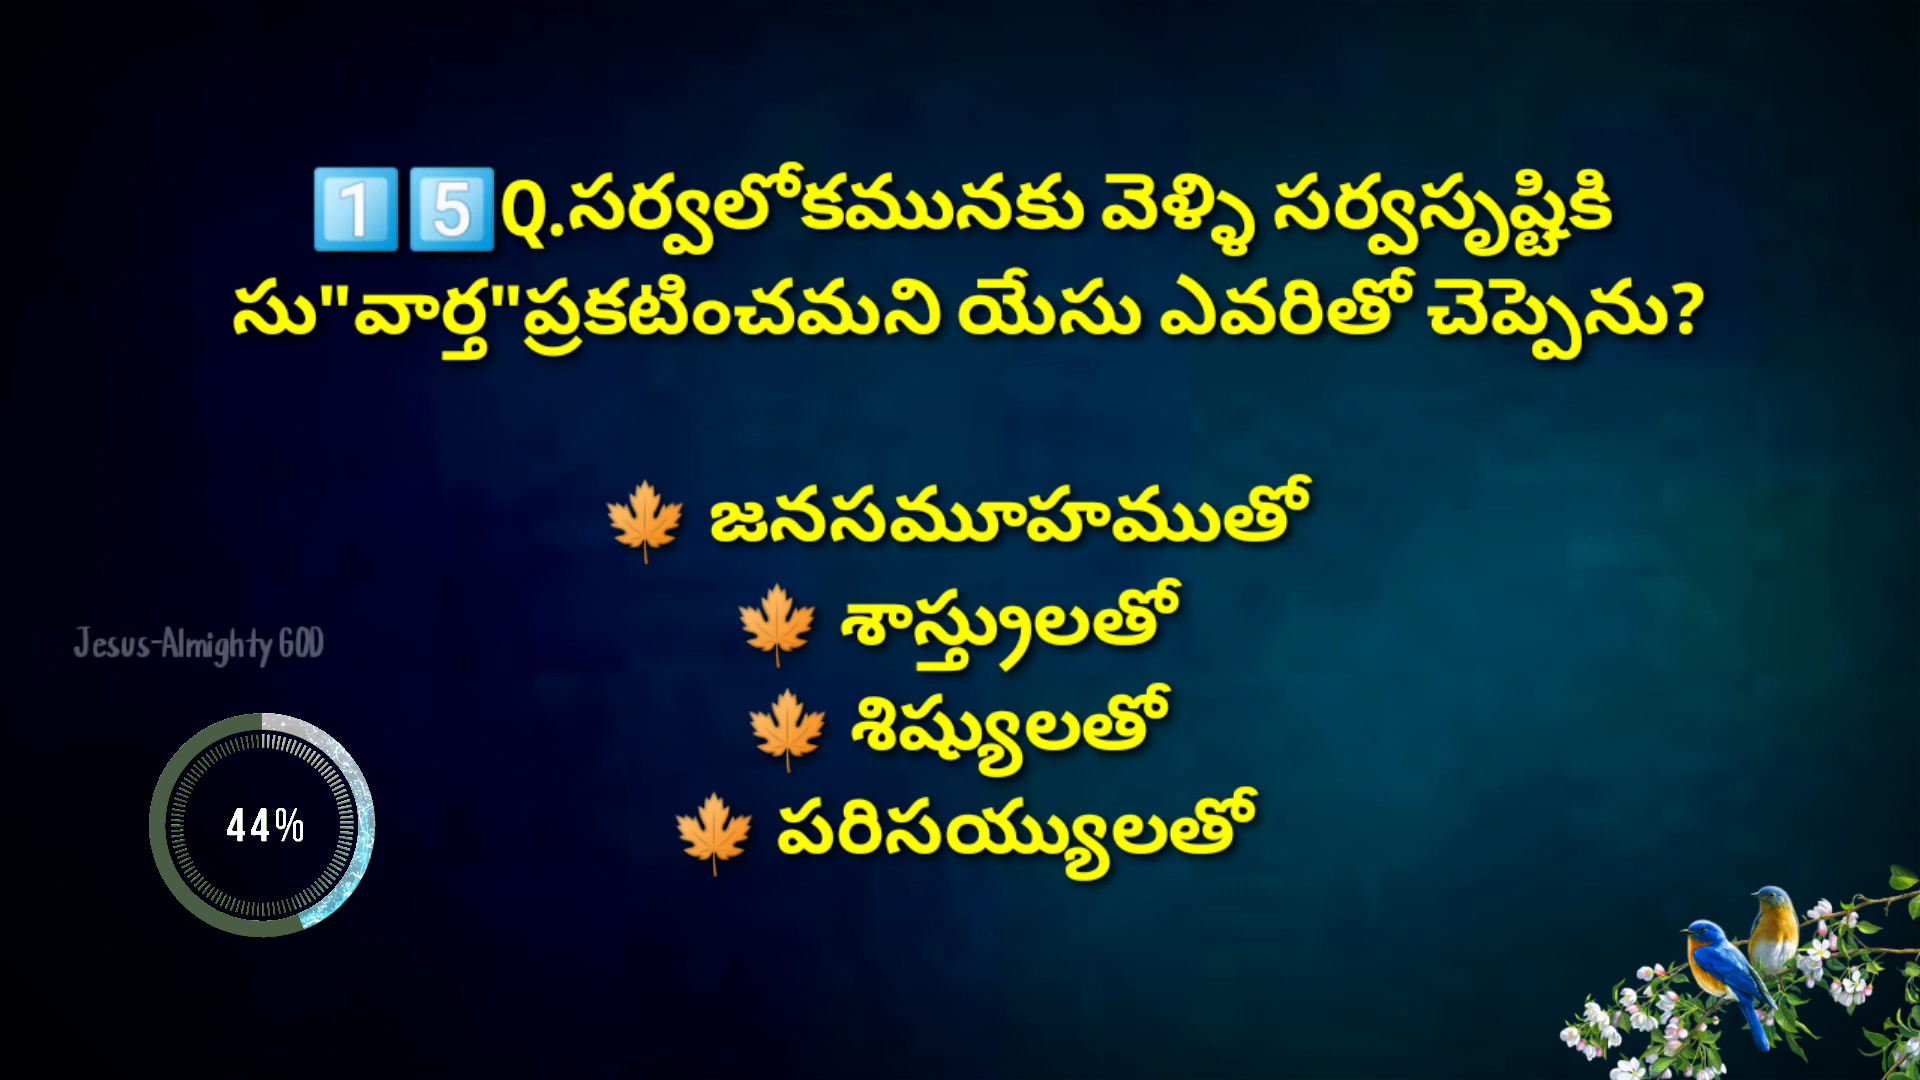 1️⃣5️⃣Q.సర్వలోకమునకు వెళ్ళి సర్వసృష్టికి
సు"వార్త"ప్రకటించమని యేసు ఎవరితో చెప్పెను?
🍁 జనసమూహముతో
🍁 శాస్త్రులతో
🍁 శిష్యులతో
🍁 పరిసయ్యులతో
Jesus-Almighty GOD
44%